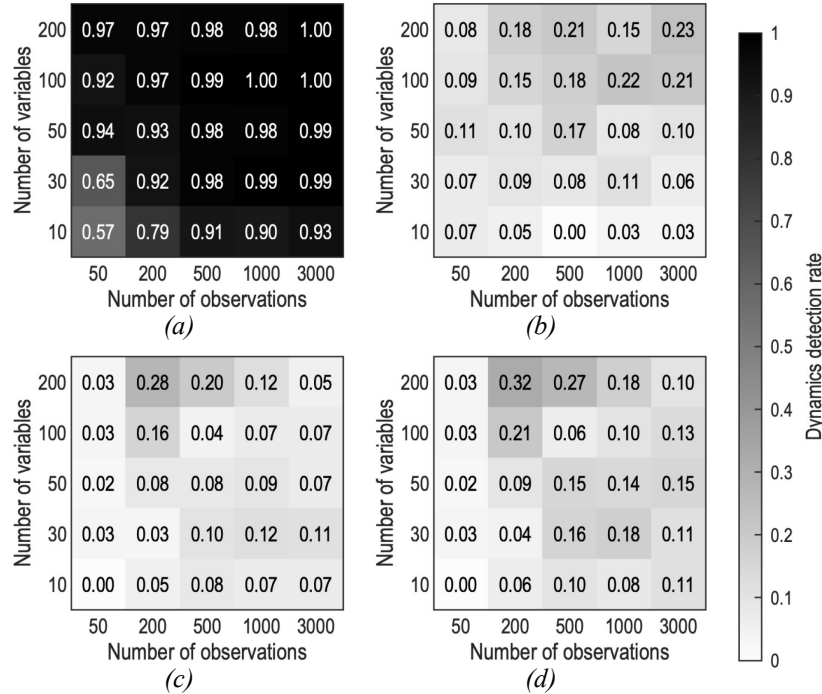 200 0.97 0.97 0.98 0.98 1.00
100 0.92 0.97 0.99 1.00 1.00
50 0.94 0.93 0.98 0.98 0.99
30 0.65 0.92 0.98 0.99 0.99
10 0.57 0.79 0.91 0.90 0.93
50 200 500 1000 3000
Number of variables
Number of observations
(a)
200 0.08 0.18 0.21 0.15 0.23
100 0.09 0.15 0.18 0.22 0.21
50 0.11 0.10 0.17 0.08 0.10
30 0.07 0.09 0.08 0.11 0.06
10 0.07 0.05 0.00 0.03 0.03
50 200 500 1000 3000
Number of variables
Number of observations
(b)
200 0.03 0.28 0.20 0.12 0.05
100 0.03 0.16 0.04 0.07 0.07
50 0.02 0.08 0.08 0.09 0.07
30 0.03 0.03 0.10 0.12 0.11
10 0.00 0.05 0.08 0.07 0.07
50 200 500 1000 3000
Number of variables
Number of observations
(c)
200 0.03 0.32 0.27 0.18 0.10
100 0.03 0.21 0.06 0.10 0.13
50 0.02 0.09 0.15 0.14 0.15
30 0.03 0.04 0.16 0.18 0.11
10 0.00 0.06 0.10 0.08 0.11
50 200 500 1000 3000
Number of variables
Number of observations
(d)
1
0.9
0.8
0.7
0.6
0.5
0.4
0.3
0.2
0.1
0
Dynamics detection rate